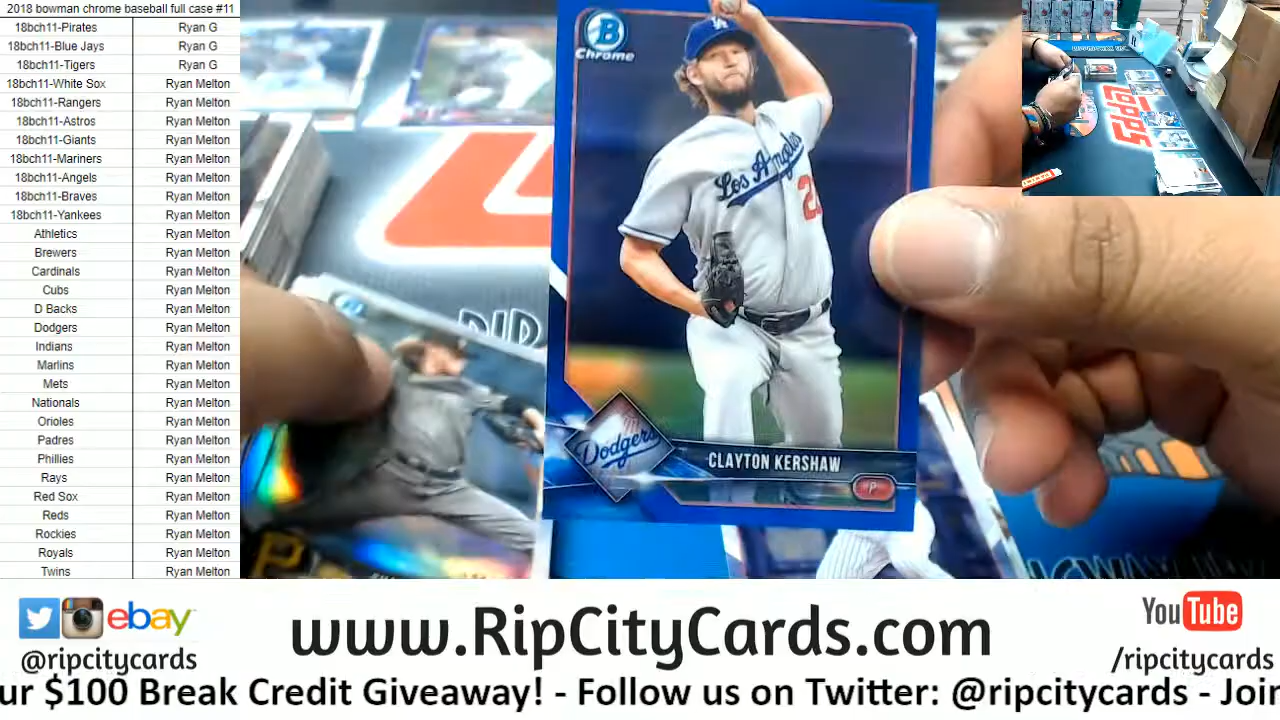 2018 bowman chrome baseball full case #11
18bch11-Pirates Ryan G
18bch11-Blue Jays Ryan G
18bch11-Tigers Ryan G
18bch11-White Sox Ryan Melton
18bch11-Rangers Ryan Melton
18bch11-Astros Ryan Melton
18bch11-Giants Ryan Melton
18bch11-Mariners Ryan Melton
18bch11-Angels Ryan Melton
18bch11-Braves Ryan Melton
18bch11-Yankees Ryan Melton
Athletics Ryan Melton
Brewers Ryan Melton
Cardinals Ryan Melton
Cubs Ryan Melton
D Backs Ryan Melton
Dodgers Ryan Melton
Indians Ryan Melton
Marlins Ryan Melton
Mets Ryan Melton
Nationals Ryan Melton
Orioles Ryan Melton
Padres Ryan Melton
Phillies Ryan Melton
Rays Ryan Melton
Red Sox Ryan Melton
Reds Ryan Melton
Rockies Ryan Melton
Royals Ryan Melton
Twins Ryan Melton
B
Chrome
LA
Los Angeles
2
Dodgers
CLAYTON KERSHAW
P
RIP
P
topps
ebay
@ripcitycards
www.RipCityCards.com
YouTube
/ripcitycards
ur $100 Break Credit Giveaway! - Follow us on Twitter: @ripcitycards - Join